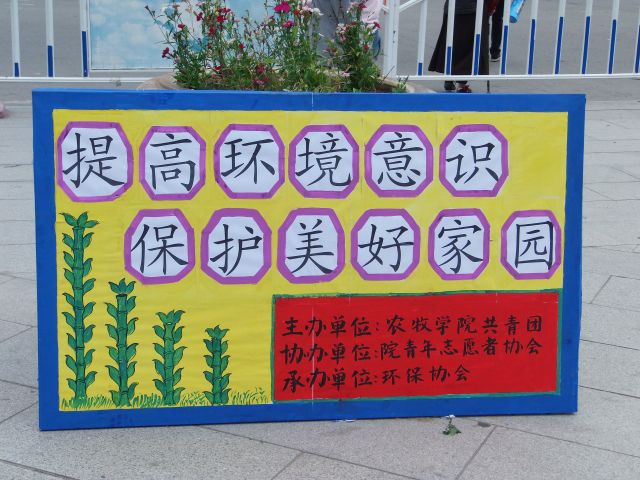 提高环境意识
保护美好家园
主办单位:农牧学院共青团
协办单位:院青年志愿者协会
承办单位:环保协会